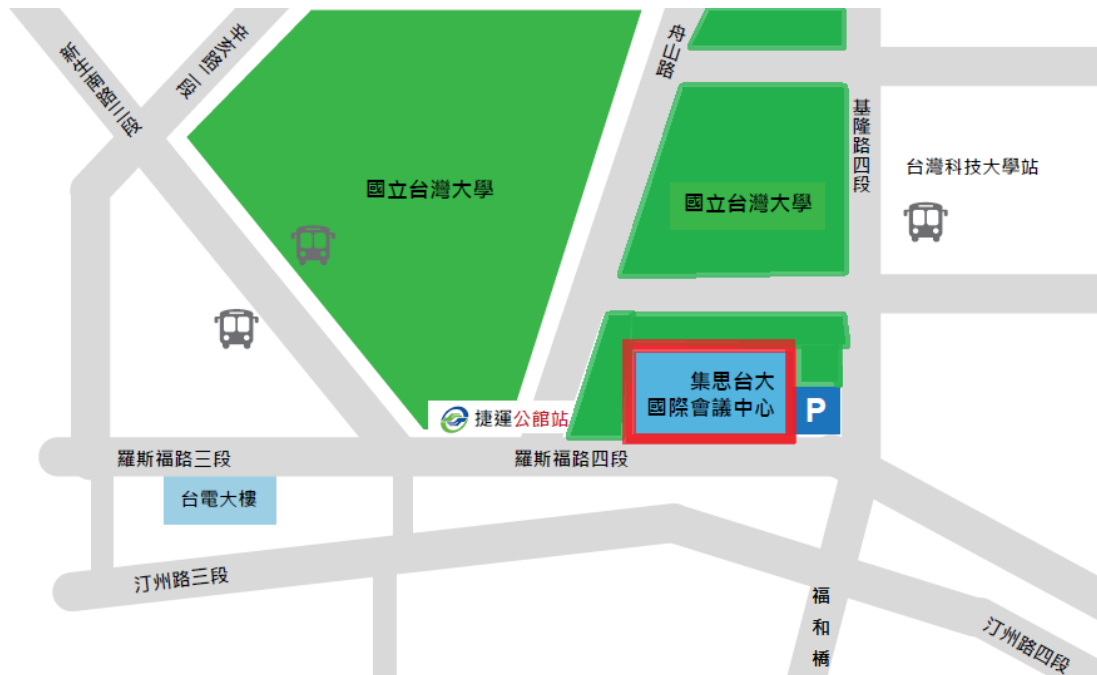 新生南路三段
辛亥路一段
舟山路
基隆路四段
國立台灣大學
國立台灣大學
台灣科技大學站
集思台大
國際會議中心
P
捷運公館站
羅斯福路三段
羅斯福路四段
台電大樓
汀州路三段
福和橋
汀州路四段